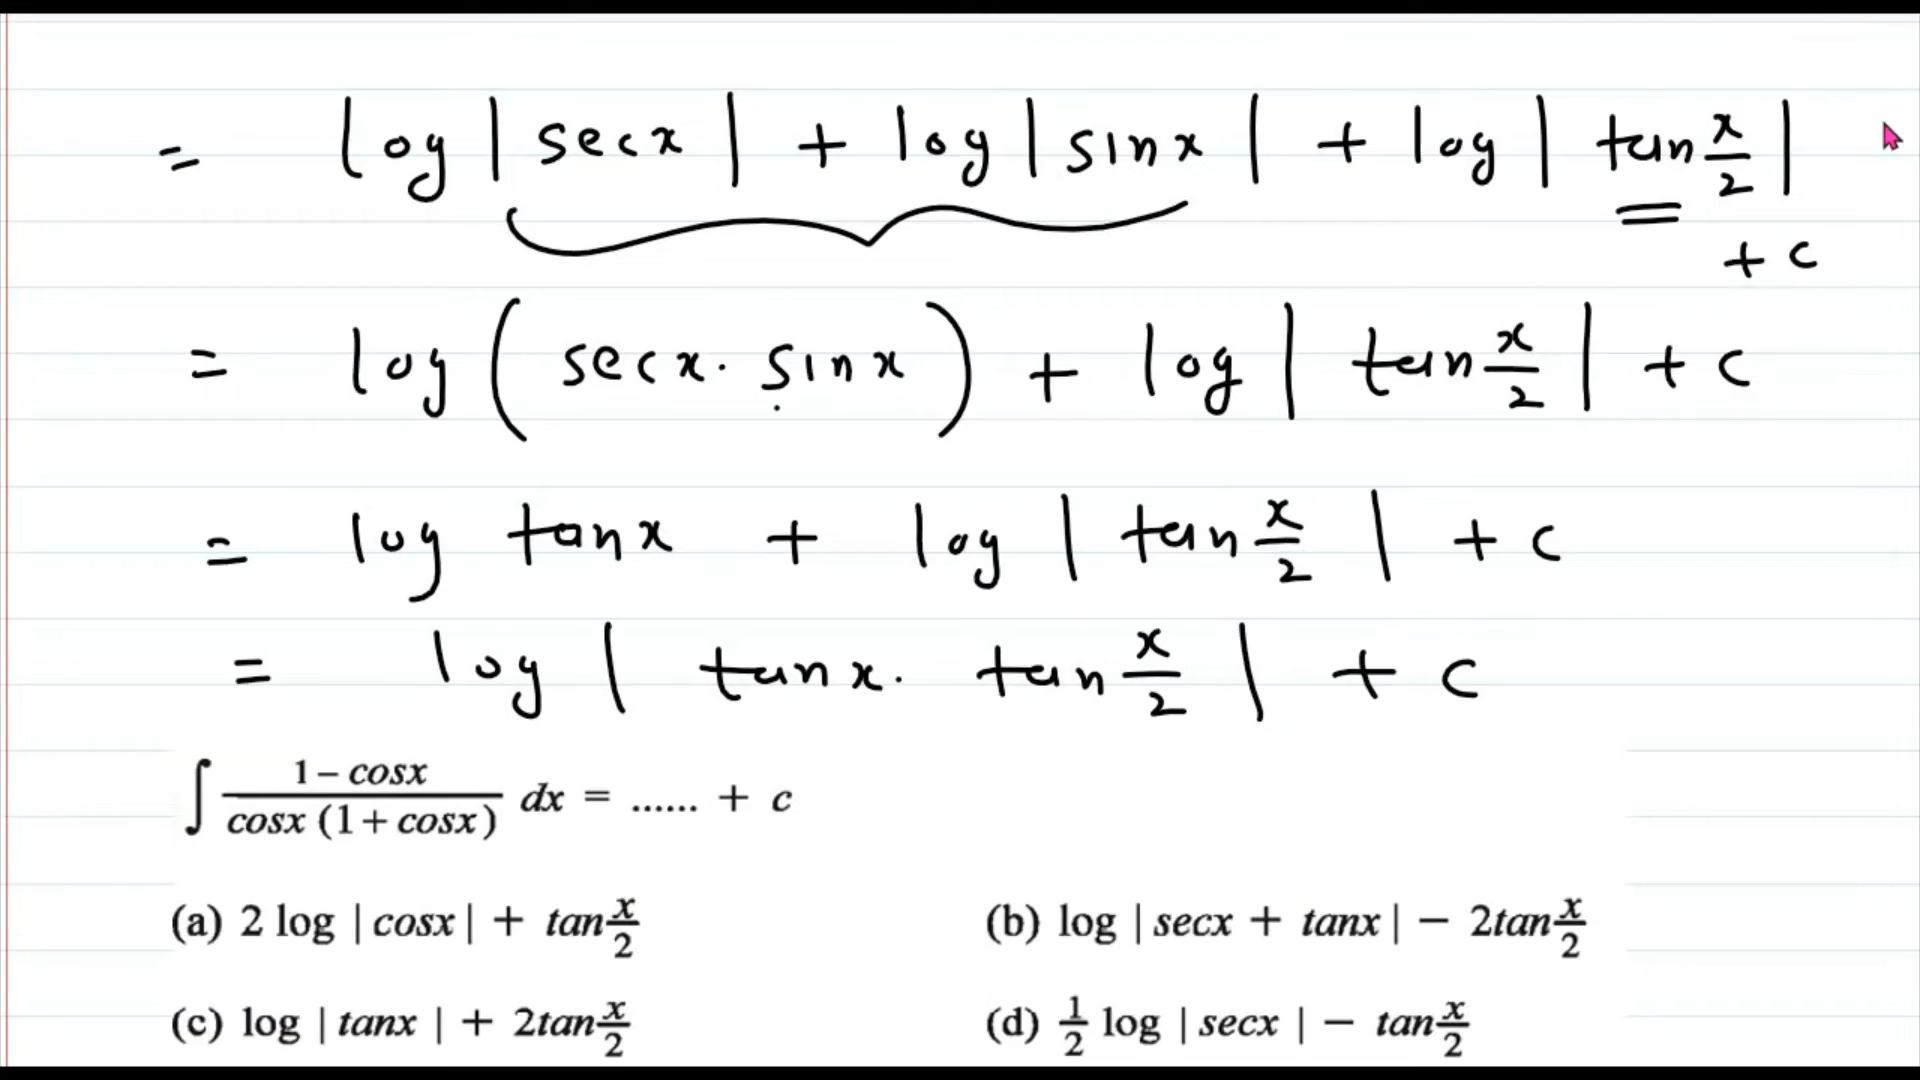 = log | secx | + log | sinx | + log | tan x/2 |
+ c
= log ( secx . sinx ) + log | tan x/2 | + c
= log tanx + log | tan x/2 | + c
= log | tanx . tan x/2 | + c
∫ 1 – cosx / cosx (1 + cosx) dx = ...... + c
(a) 2 log | cosx | + tan x/2 (b) log | secx + tanx | – 2tan x/2
(c) log | tanx | + 2tan x/2 (d) 1/2 log | secx | – tan x/2